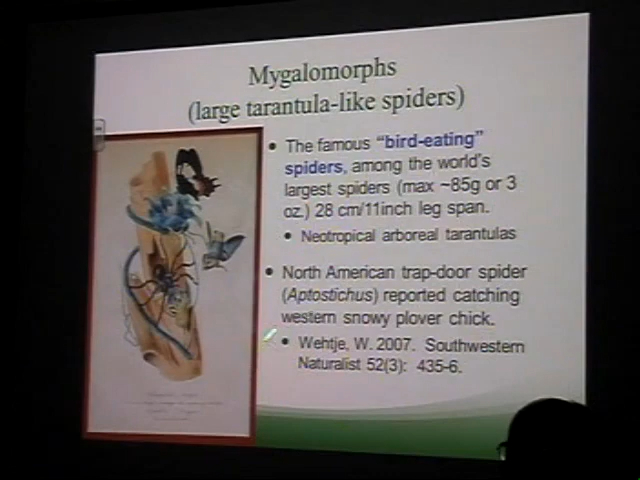 Mygalomorphs
(large tarantula-like spiders)
• The famous "bird-eating"
spiders, among the world's
largest spiders (max ~85g or 3
oz.) 28 cm/11inch leg span.
• Neotropical arboreal tarantulas
• North American trap-door spider
(Aptostichus) reported catching
western snowy plover chick.
• Wehtje, W. 2007. Southwestern
Naturalist 52(3): 435-6.